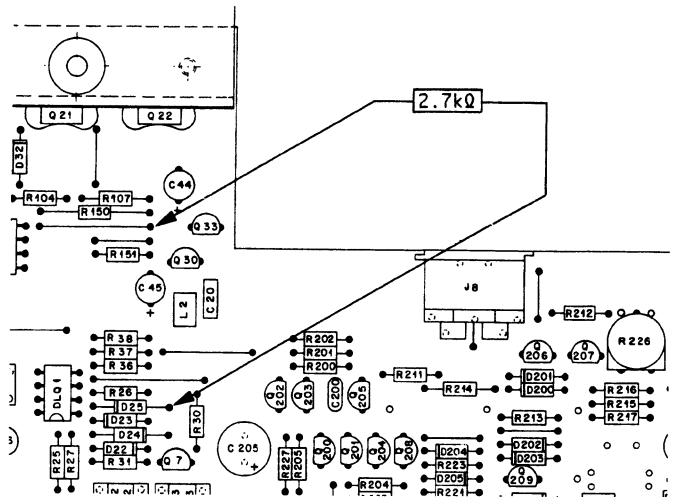 2.7kΩ
Q21
Q22
D32
R104
R107
C44
+
R150
Q33
R151
Q30
C45
+
L2
C20
J8
R212
R38
R37
R36
R202
R201
R200
Q206
Q207
R226
DLQ1
R26
D25
D23
D24
D22
R31
R30
Q202
Q203
C200
Q205
R211
R214
D201
D200
R216
R215
R217
R213
R25
R27
Q7
C205
+
R227
R205
Q200
Q201
Q204
Q208
D204
R223
D205
R221
D202
D203
Q209
R204